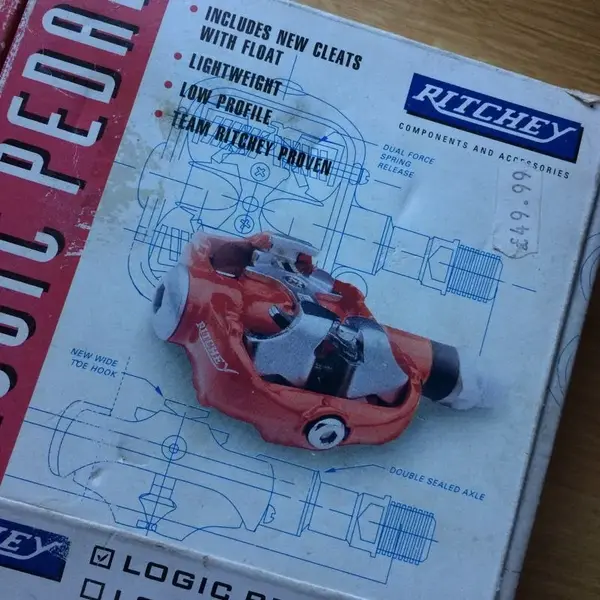 INCLUDES NEW CLEATS
WITH FLOAT
LIGHTWEIGHT
LOW PROFILE
TEAM RITCHEY PROVEN
RITCHEY
COMPONENTS AND ACCESSORIES
£49.99
DUAL FORCE
SPRING
RELEASE
RITCHEY
NEW WIDE
TOE HOOK
DOUBLE SEALED AXLE
LOGIC